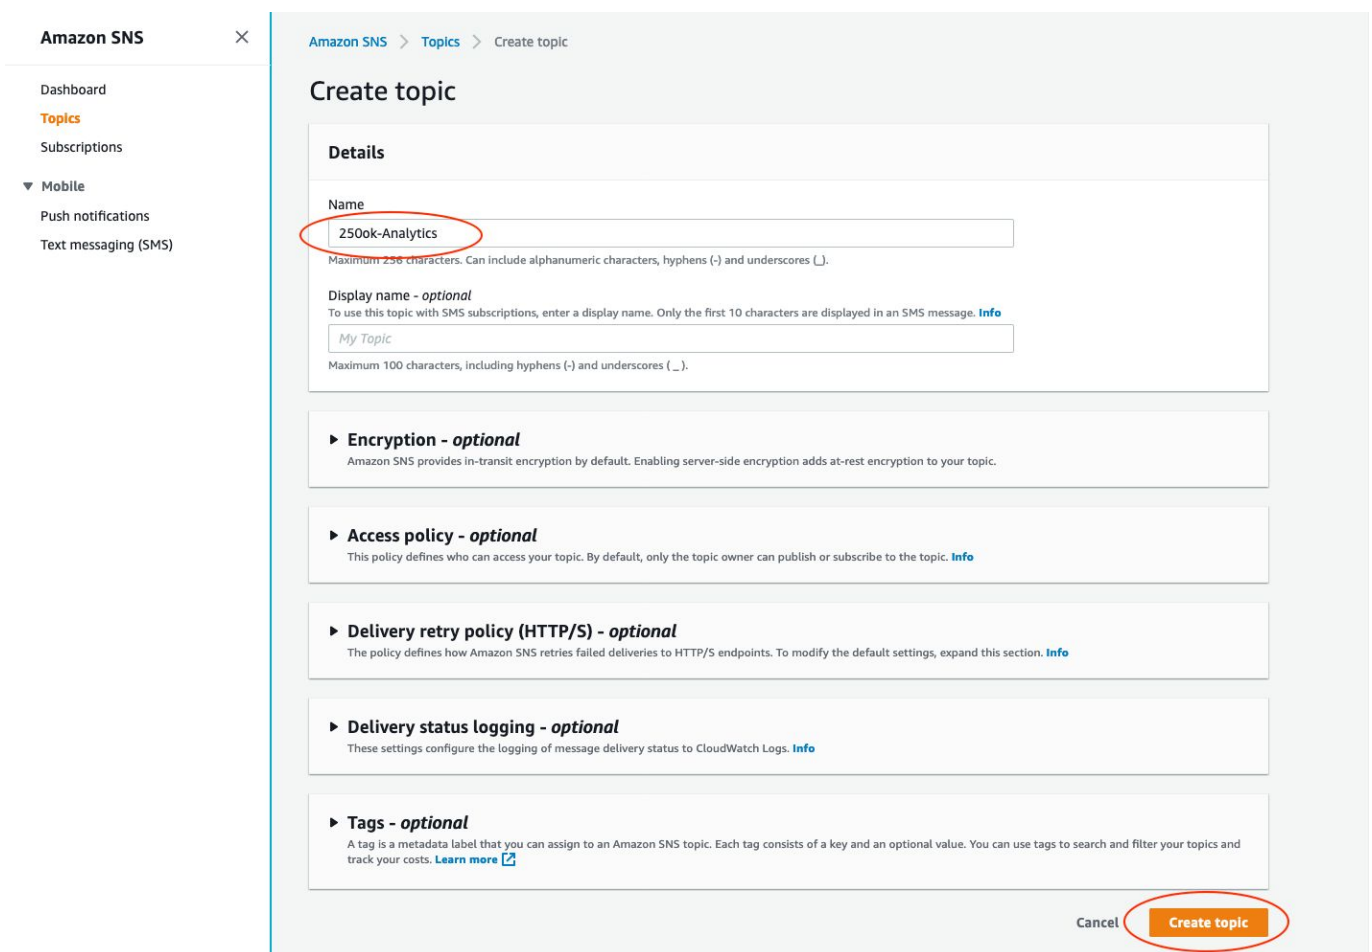 Amazon SNS
Dashboard
Topics
Subscriptions
Mobile
Push notifications
Text messaging (SMS)
Amazon SNS > Topics > Create topic
Create topic
Details
Name
250ok-Analytics
Maximum 256 characters. Can include alphanumeric characters, hyphens (-) and underscores (_).
Display name - optional
To use this topic with SMS subscriptions, enter a display name. Only the first 10 characters are displayed in an SMS message. Info
My Topic
Maximum 100 characters, including hyphens (-) and underscores ( _ ).
Encryption - optional
Amazon SNS provides in-transit encryption by default. Enabling server-side encryption adds at-rest encryption to your topic.
Access policy - optional
This policy defines who can access your topic. By default, only the topic owner can publish or subscribe to the topic. Info
Delivery retry policy (HTTP/S) - optional
The policy defines how Amazon SNS retries failed deliveries to HTTP/S endpoints. To modify the default settings, expand this section. Info
Delivery status logging - optional
These settings configure the logging of message delivery status to CloudWatch Logs. Info
Tags - optional
A tag is a metadata label that you can assign to an Amazon SNS topic. Each tag consists of a key and an optional value. You can use tags to search and filter your topics and
track your costs. Learn more
Cancel
Create topic